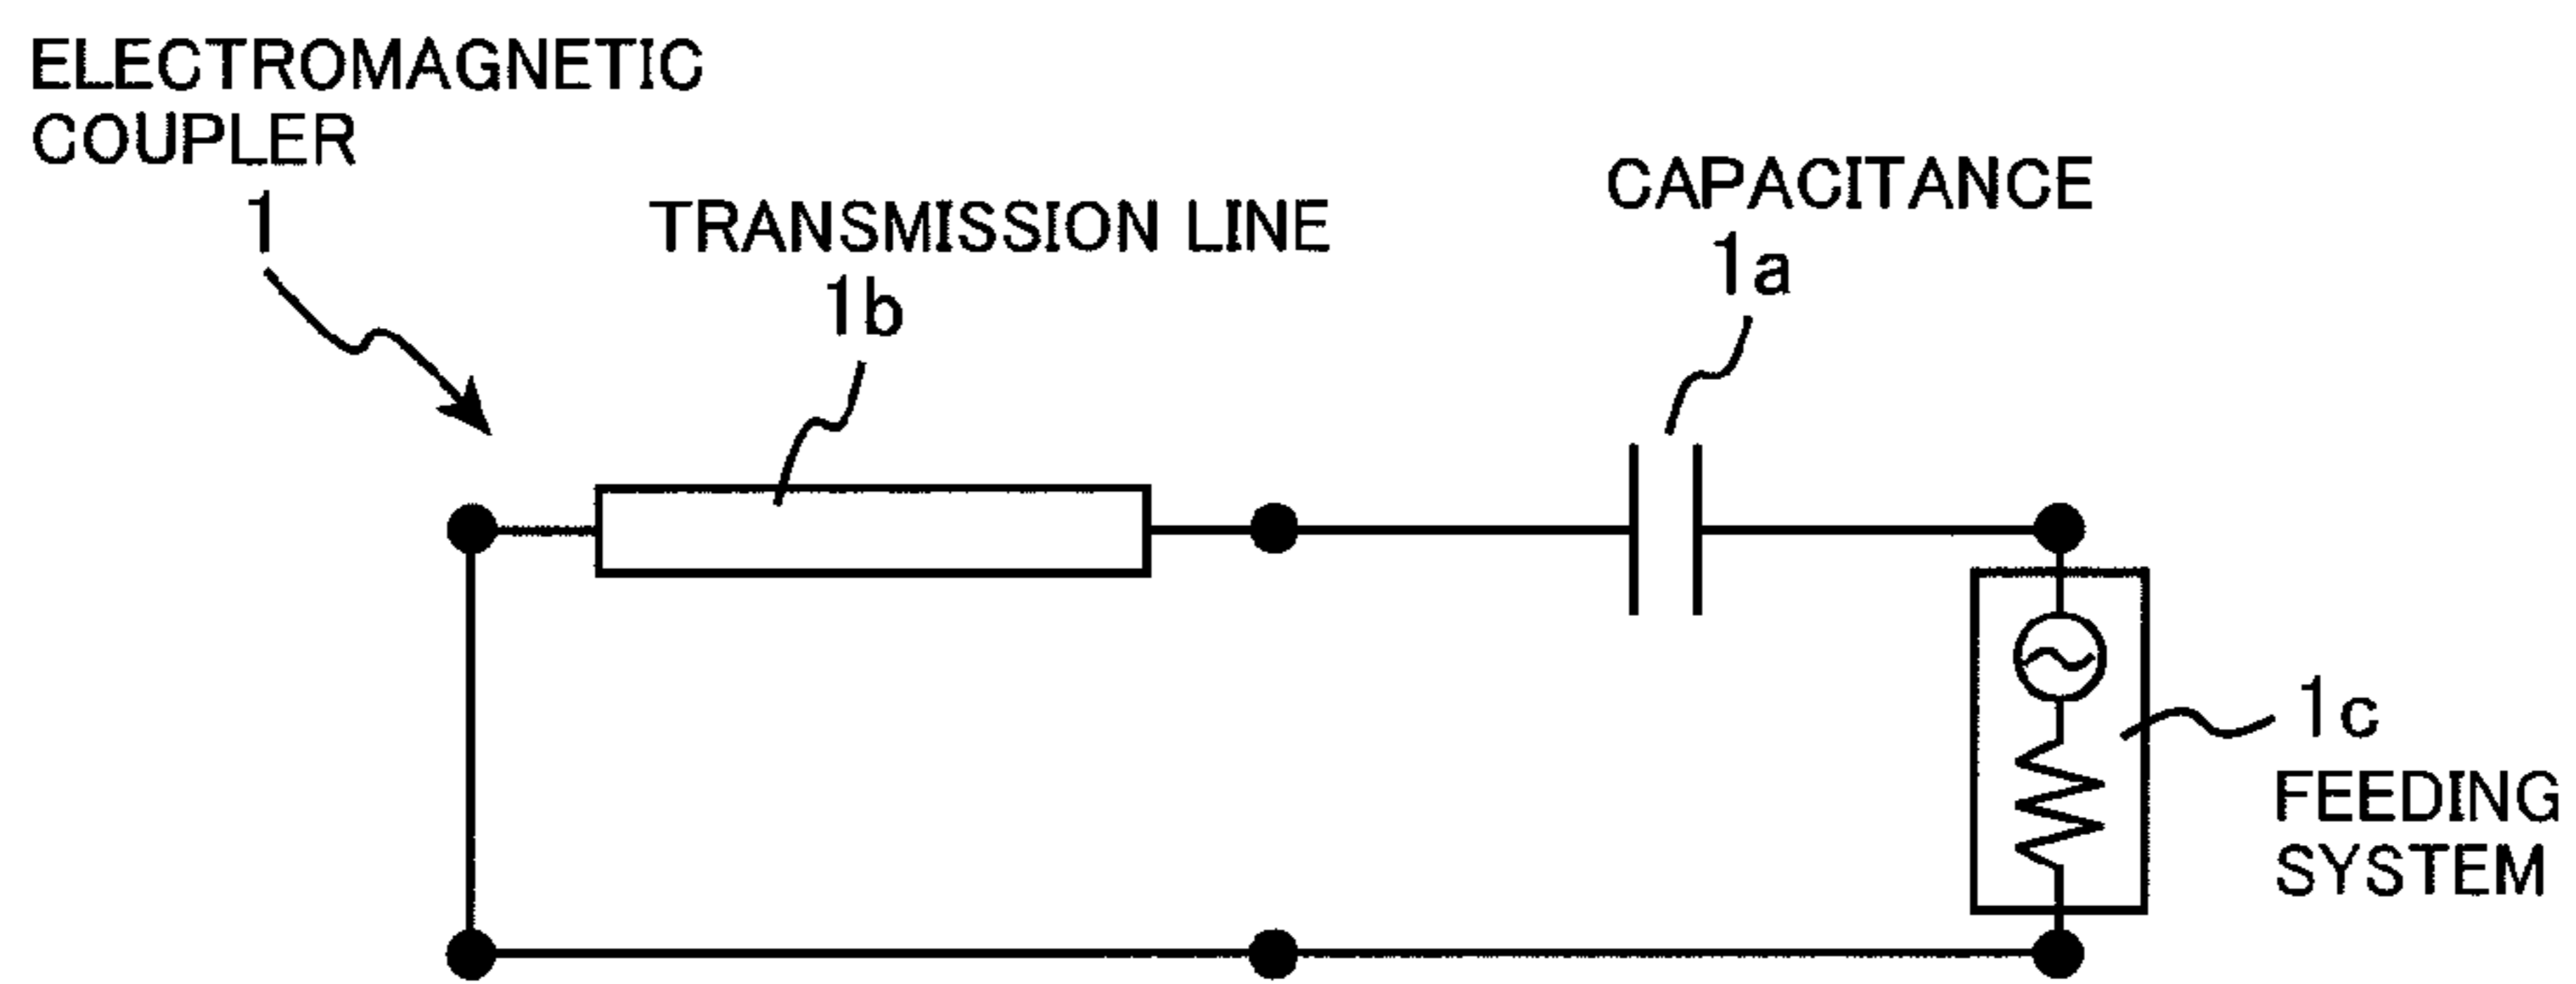 ELECTROMAGNETIC
COUPLER
1
TRANSMISSION LINE
1b
CAPACITANCE
1a
1c
FEEDING
SYSTEM